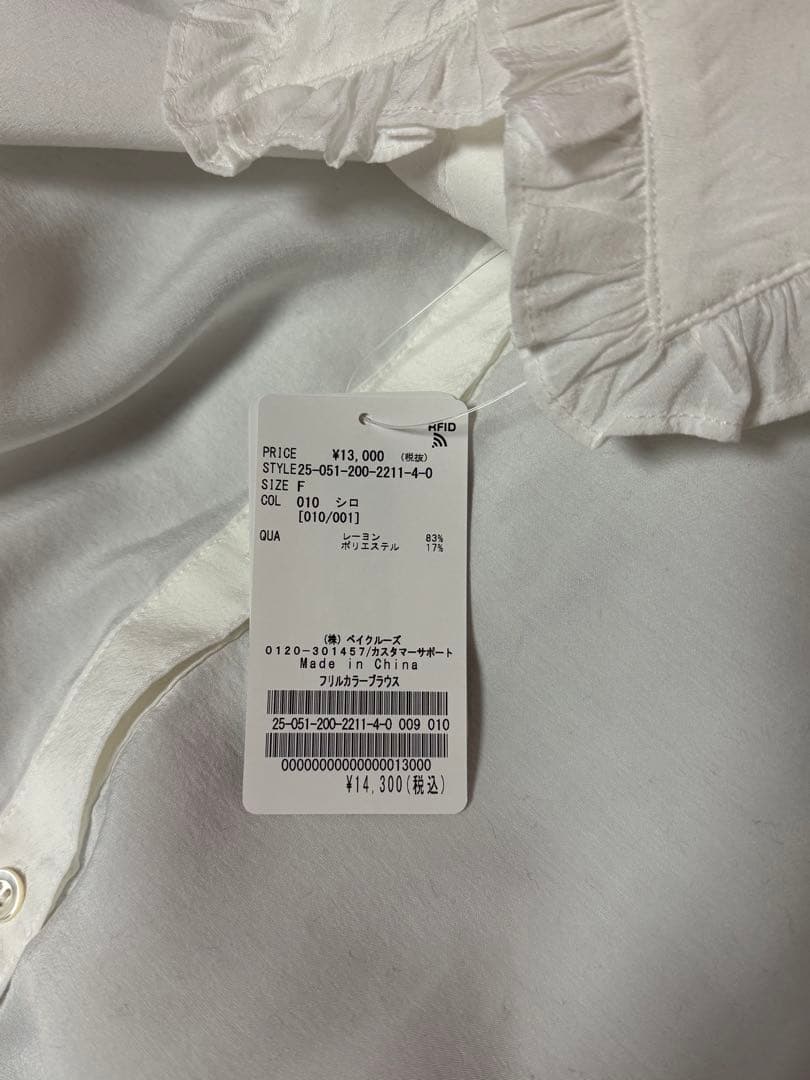 RFID
PRICE ¥13,000 (税抜)
STYLE 25-051-200-2211-4-0
SIZE F
COL 010 シロ
[010/001]
QUA レーヨン 83%
ポリエステル 17%
(株) ベイクルーズ
0120-301457/カスタマーサポート
Made in China
フリルカラーブラウス
25-051-200-2211-4-0 009 010
00000000000000013000
¥14,300(税込)